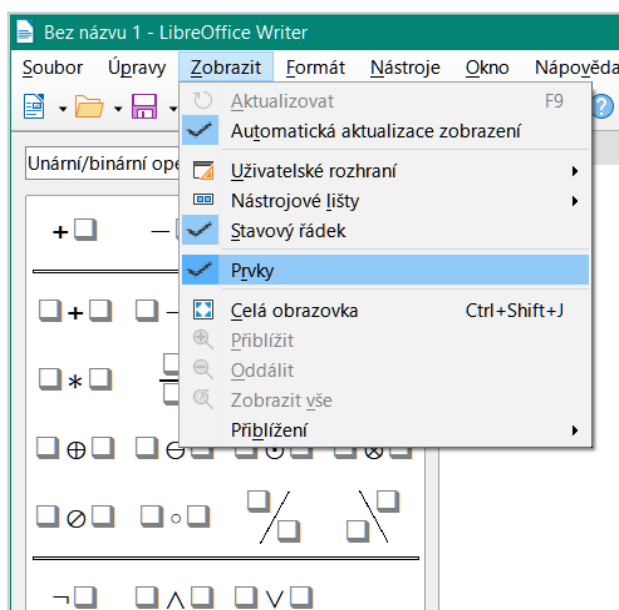 Bez názvu 1 - LibreOffice Writer
Soubor Úpravy Zobrazit Formát Nástroje Okno Nápověda
Aktualizovat F9
Automatická aktualizace zobrazení
Unární/binární ope
Uživatelské rozhraní
Nástrojové lišty
Stavový řádek
Prvky
Celá obrazovka Ctrl+Shift+J
Přiblížit
Oddálit
Zobrazit vše
Přiblížení